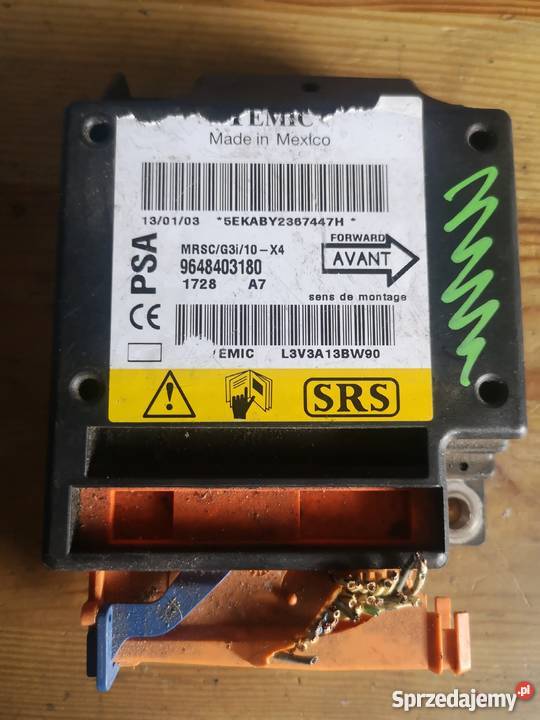 TEMIC
Made in Mexico
13/01/03 *5EKABY2367447H *
PSA
MRSC/G3i/10-X4
9648403180
1728 A7
FORWARD
AVANT
sens de montage
CE
EMIC L3V3A13BW90
SRS
Sprzedajemy.pl